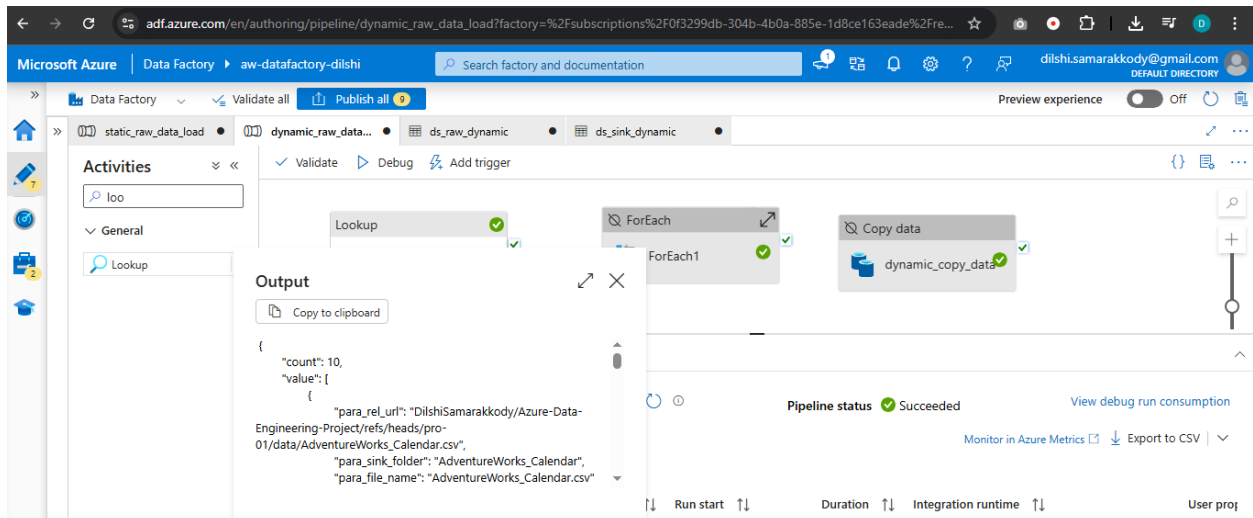 adf.azure.com/en/authoring/pipeline/dynamic_raw_data_load?factory=%2Fsubscriptions%2F0f3299db-304b-4b0a-885e-1d8ce163eade%2Fre...
D
Microsoft Azure
Data Factory
aw-datafactory-dilshi
Search factory and documentation
1
dilshi.samarakkody@gmail.com
DEFAULT DIRECTORY
Data Factory
Validate all
Publish all 9
Preview experience
Off
static_raw_data_load
dynamic_raw_data...
ds_raw_dynamic
ds_sink_dynamic
7
2
Activities
loo
General
Lookup
Validate
Debug
Add trigger
Lookup
ForEach
ForEach1
Copy data
dynamic_copy_data
Output
Copy to clipboard
{
"count": 10,
"value": [
{
"para_rel_url": "DilshiSamarakkody/Azure-Data-
Engineering-Project/refs/heads/pro-
01/data/AdventureWorks_Calendar.csv",
"para_sink_folder": "AdventureWorks_Calendar",
"para_file_name": "AdventureWorks_Calendar.csv"
Pipeline status Succeeded
View debug run consumption
Monitor in Azure Metrics
Export to CSV
Run start
Duration
Integration runtime
User prop